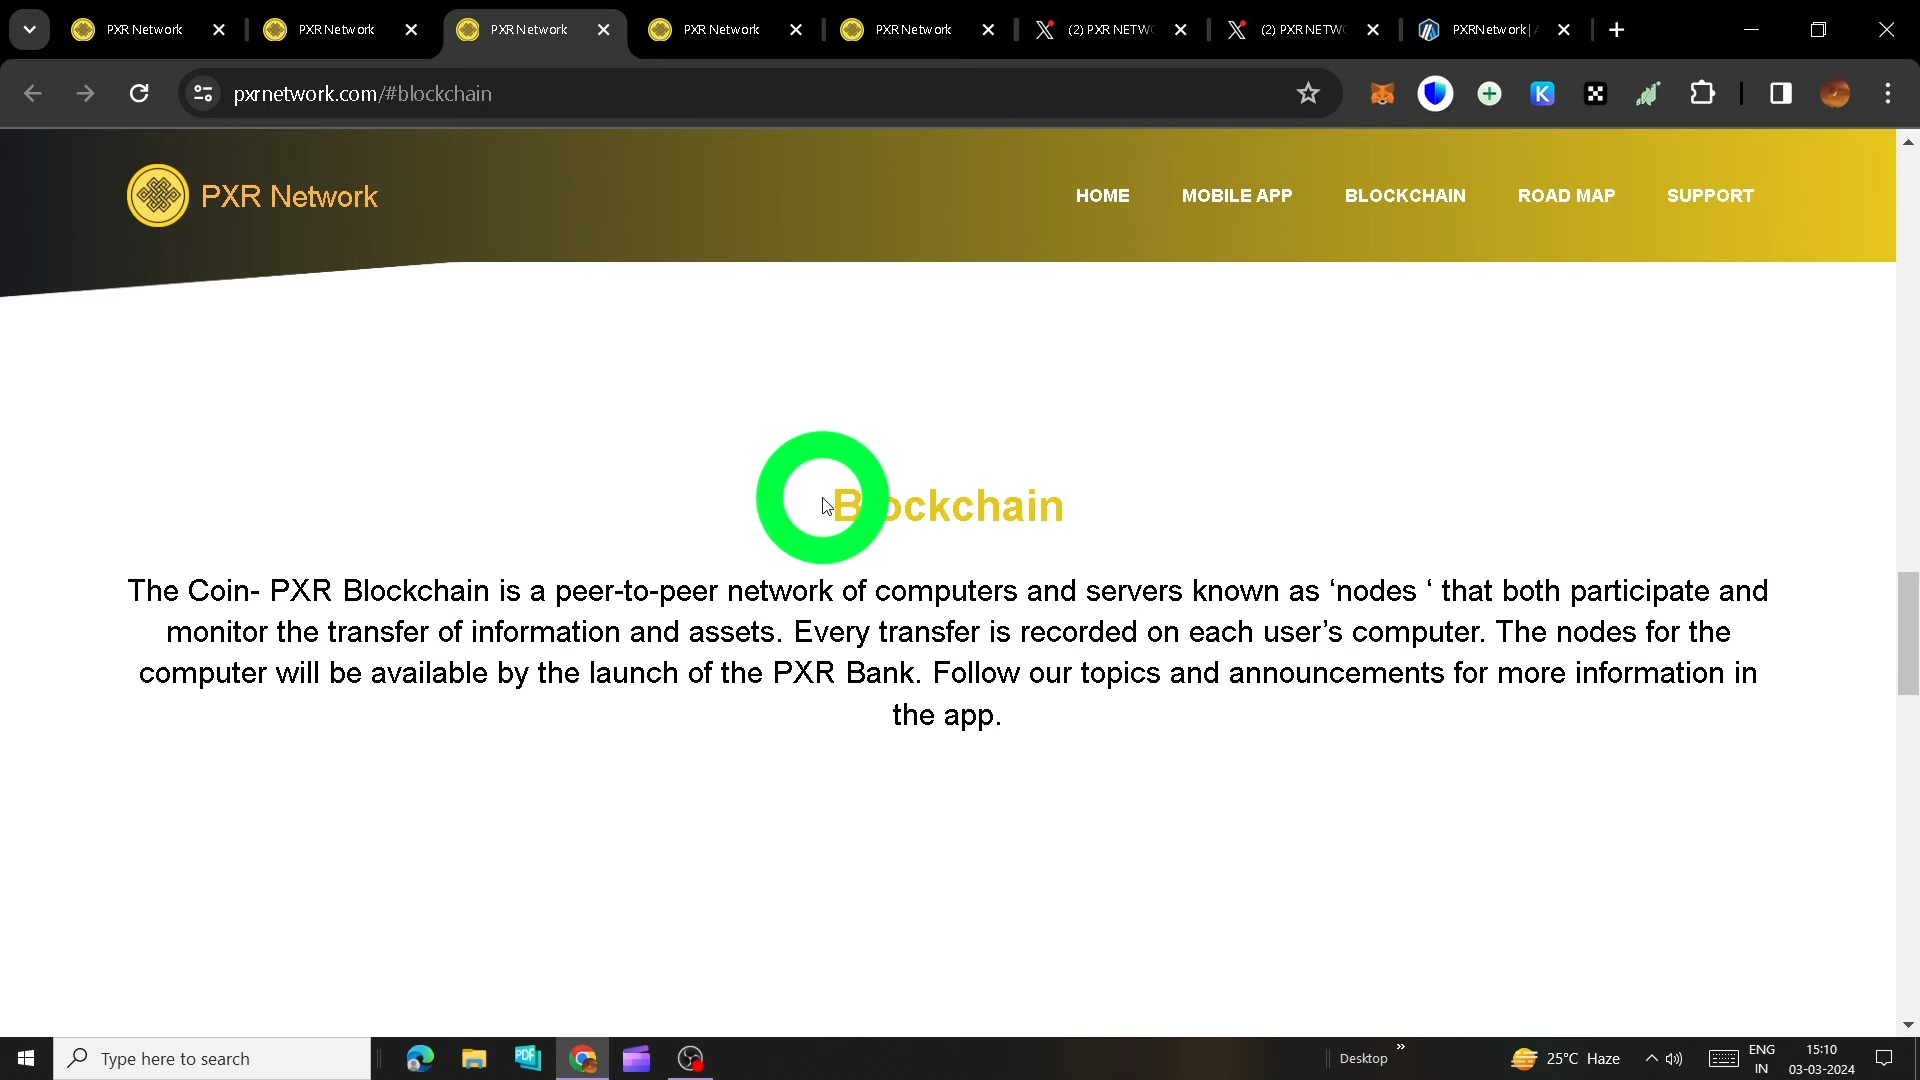 PXR Network
PXR Network
PXR Network
PXR Network
PXR Network
(2) PXR NETW
(2) PXR NETW
PXRNetwork|
pxrnetwork.com/#blockchain
PXR Network
HOME
MOBILE APP
BLOCKCHAIN
ROAD MAP
SUPPORT
Blockchain
The Coin- PXR Blockchain is a peer-to-peer network of computers and servers known as ‘nodes ‘ that both participate and
monitor the transfer of information and assets. Every transfer is recorded on each user’s computer. The nodes for the
computer will be available by the launch of the PXR Bank. Follow our topics and announcements for more information in
the app.
Type here to search
Desktop
25°C Haze
ENG
IN
15:10
03-03-2024